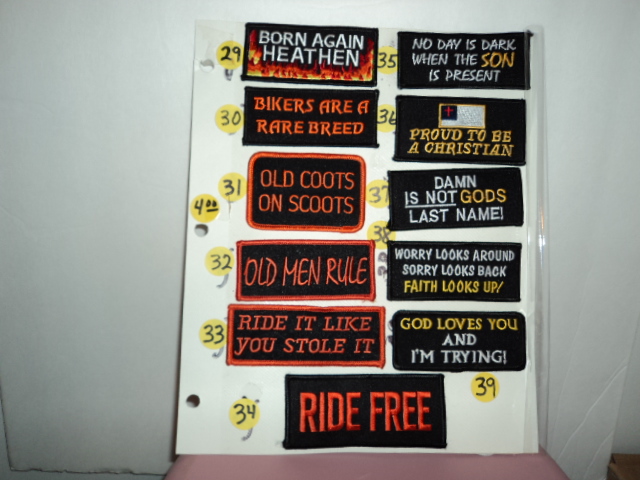 29
BORN AGAIN
HEATHEN
30
BIKERS ARE A
RARE BREED
31
OLD COOTS
ON SCOOTS
4.00
32
OLD MEN RULE
33
RIDE IT LIKE
YOU STOLE IT
34
RIDE FREE
35
NO DAY IS DARK
WHEN THE SON
IS PRESENT
36
PROUD TO BE
A CHRISTIAN
37
DAMN
IS NOT GODS
LAST NAME!
38
WORRY LOOKS AROUND
SORRY LOOKS BACK
FAITH LOOKS UP!
GOD LOVES YOU
AND
I'M TRYING!
39